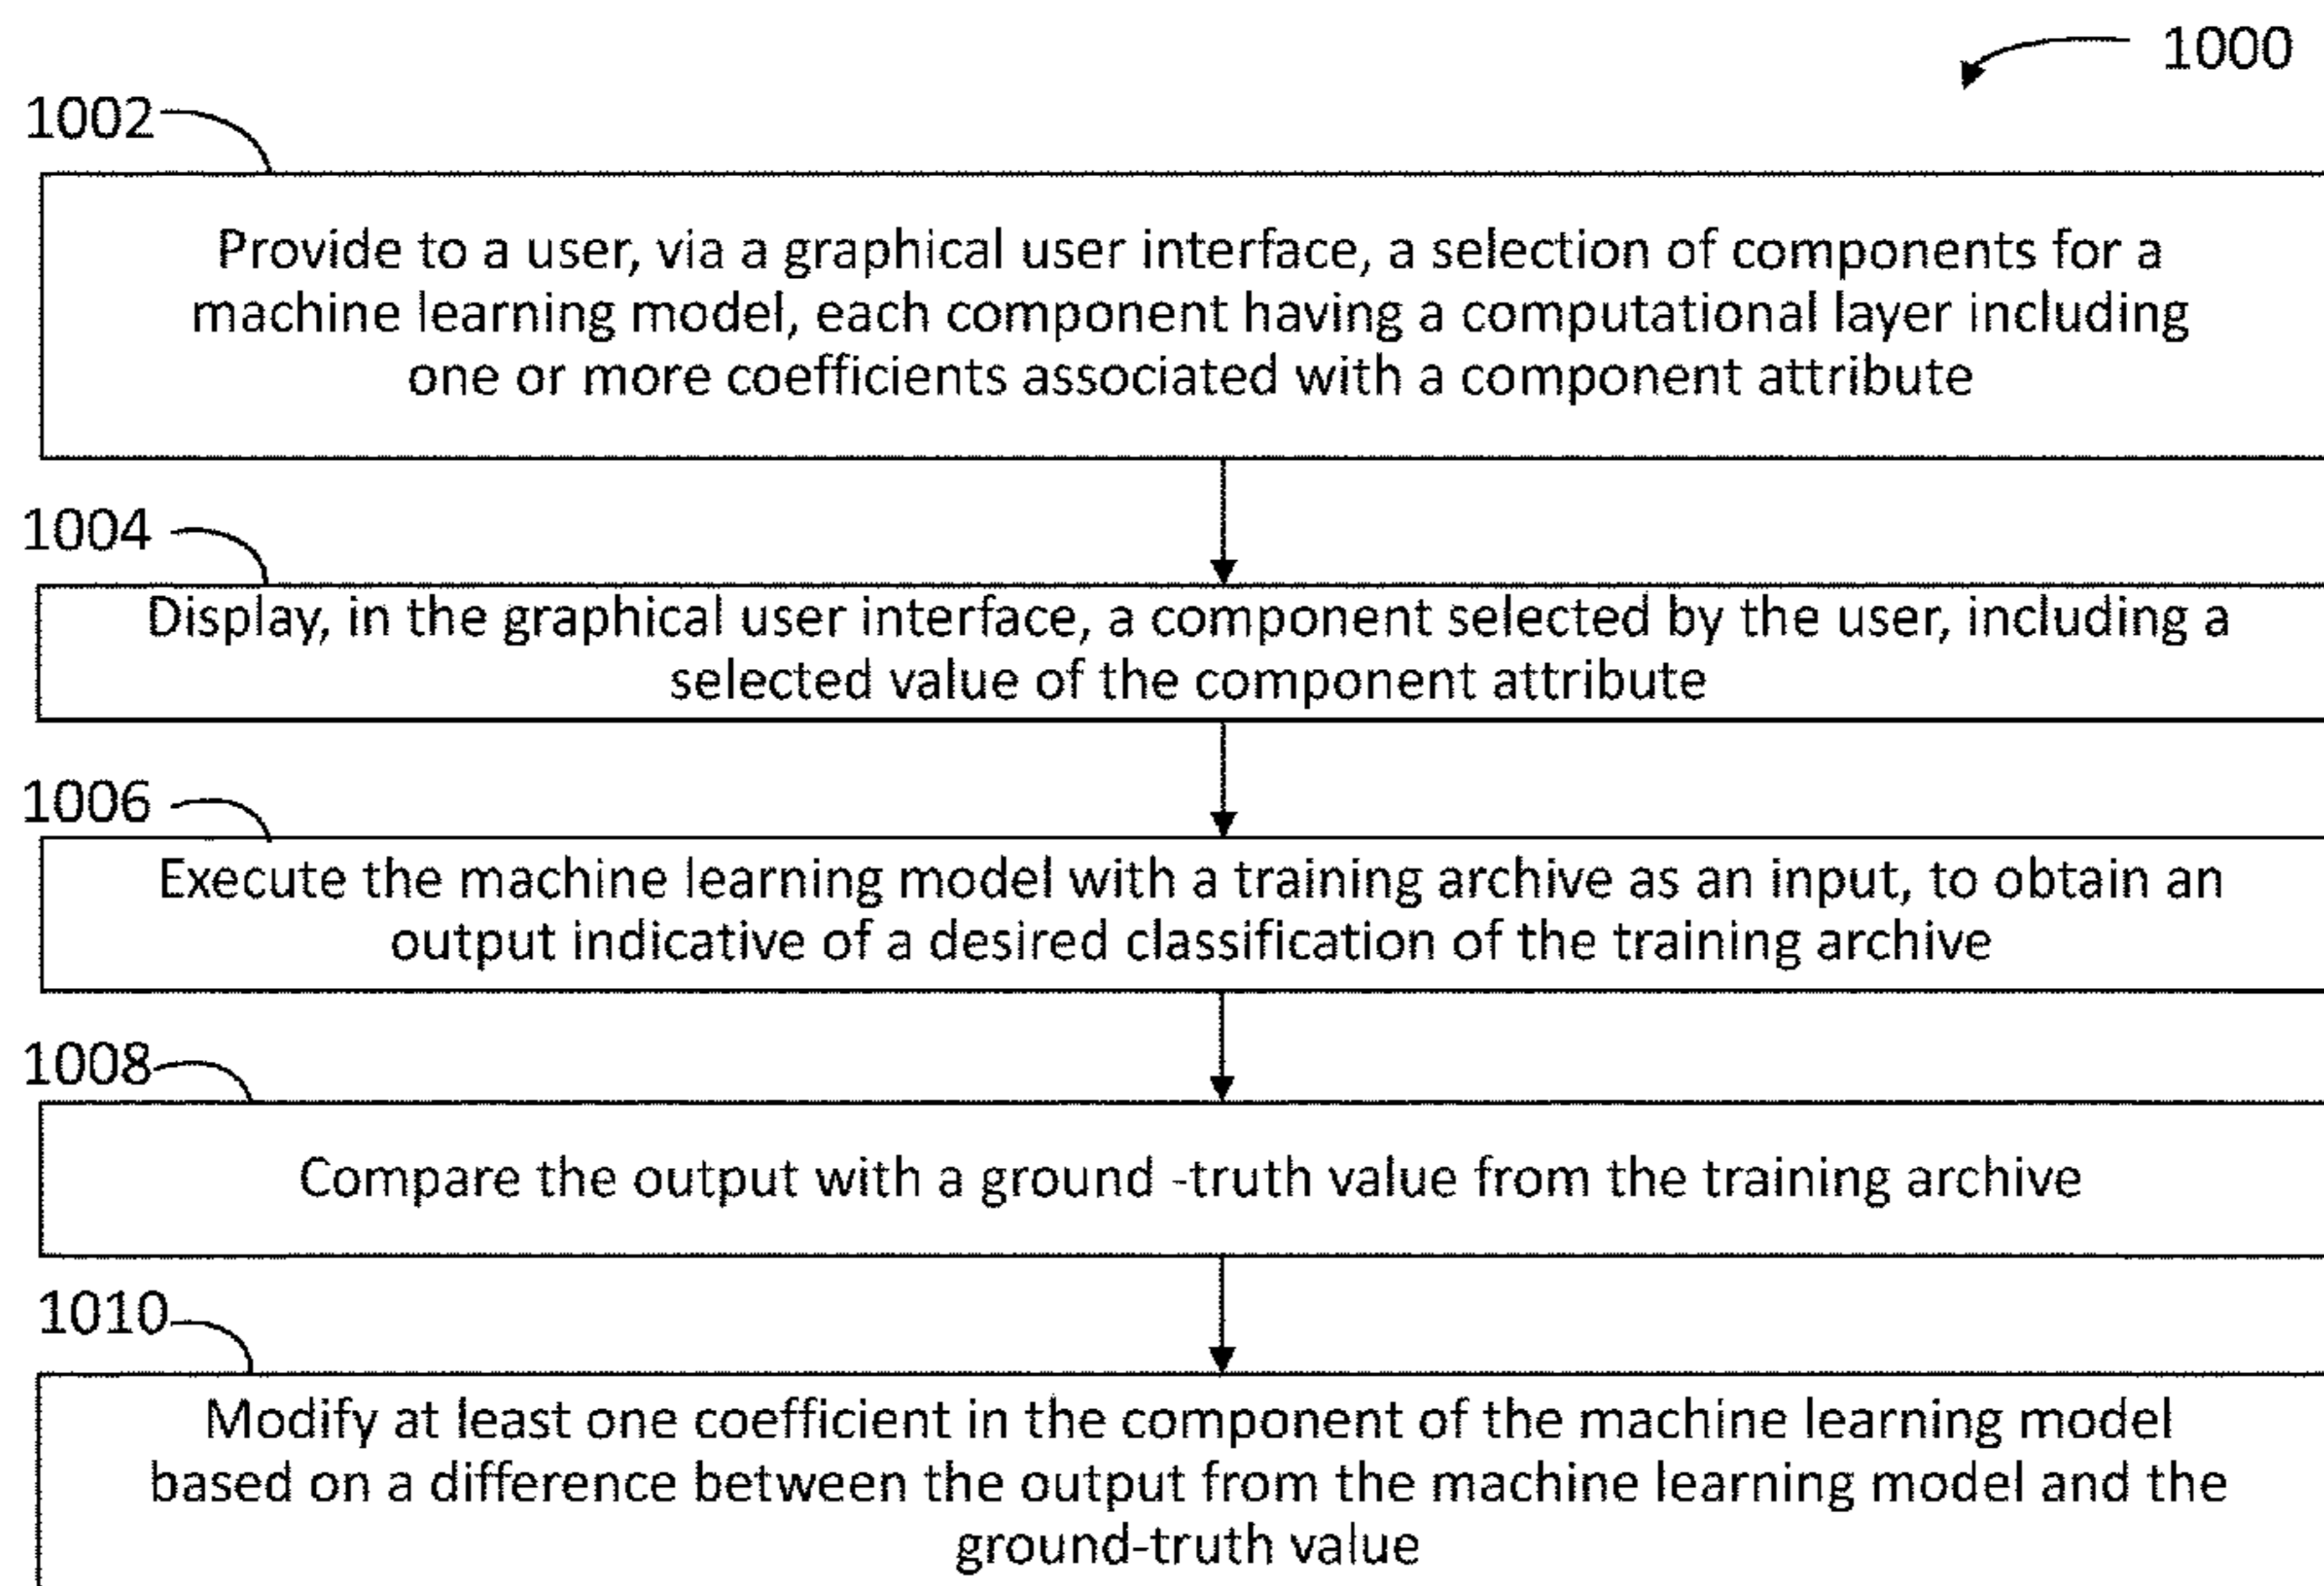 1000
1002
Provide to a user, via a graphical user interface, a selection of components for a
machine learning model, each component having a computational layer including
one or more coefficients associated with a component attribute
1004
Display, in the graphical user interface, a component selected by the user, including a
selected value of the component attribute
1006
Execute the machine learning model with a training archive as an input, to obtain an
output indicative of a desired classification of the training archive
1008
Compare the output with a ground -truth value from the training archive
1010
Modify at least one coefficient in the component of the machine learning model
based on a difference between the output from the machine learning model and the
ground-truth value